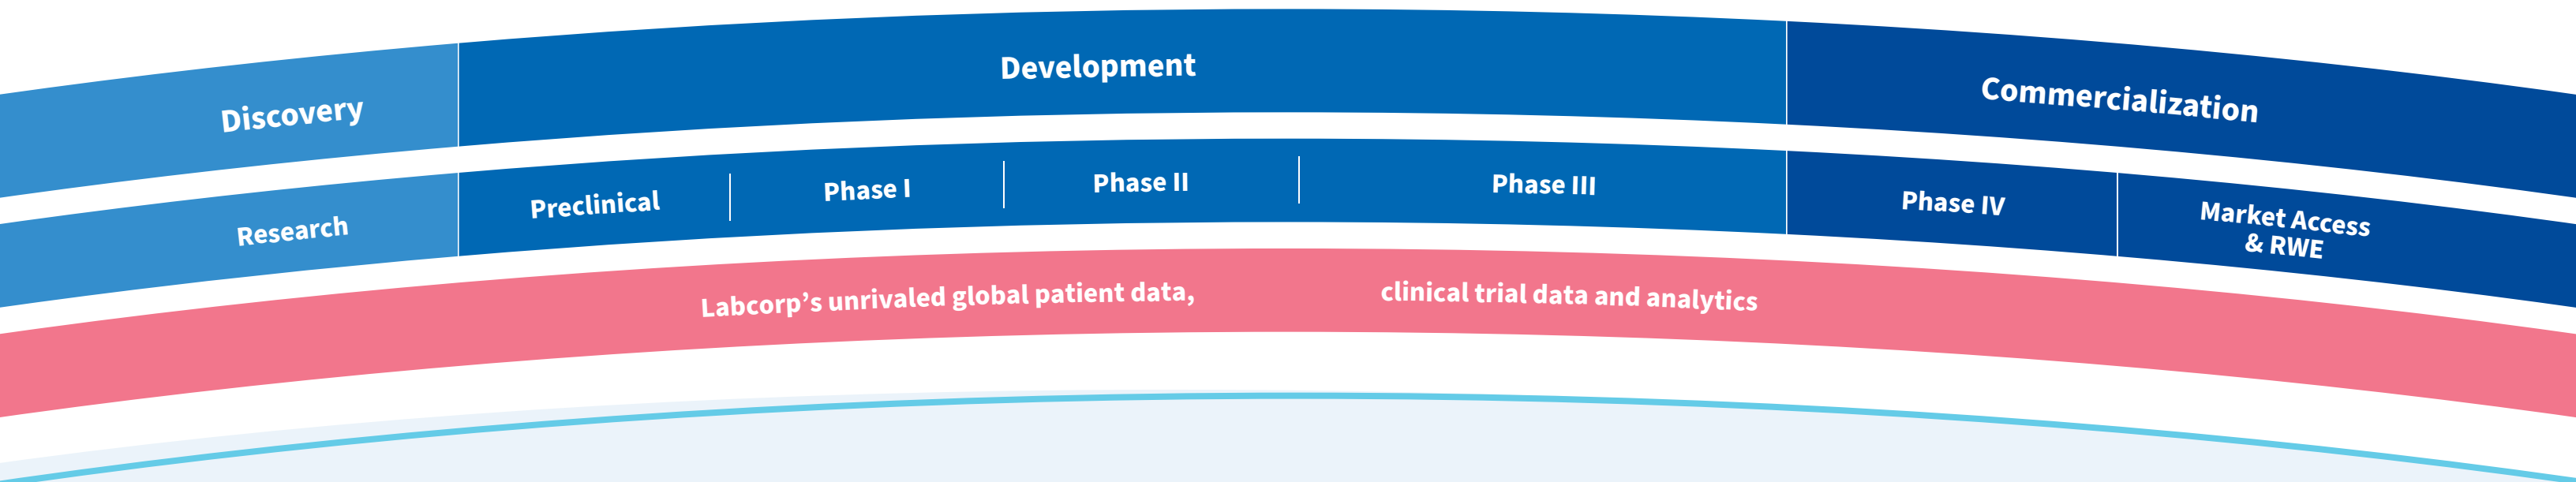 Discovery
Development
Commercialization
Research
Preclinical
Phase I
Phase II
Phase III
Phase IV
Market Access
& RWE
Labcorp’s unrivaled global patient data, clinical trial data and analytics